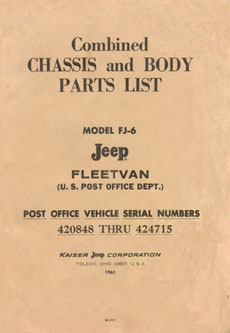 Combined
CHASSIS and BODY
PARTS LIST
MODEL FJ-6
Jeep
FLEETVAN
(U. S. POST OFFICE DEPT.)
POST OFFICE VEHICLE SERIAL NUMBERS
420848 THRU 424715
KAISER Jeep CORPORATION
TOLEDO, OHIO 43601, U.S.A.